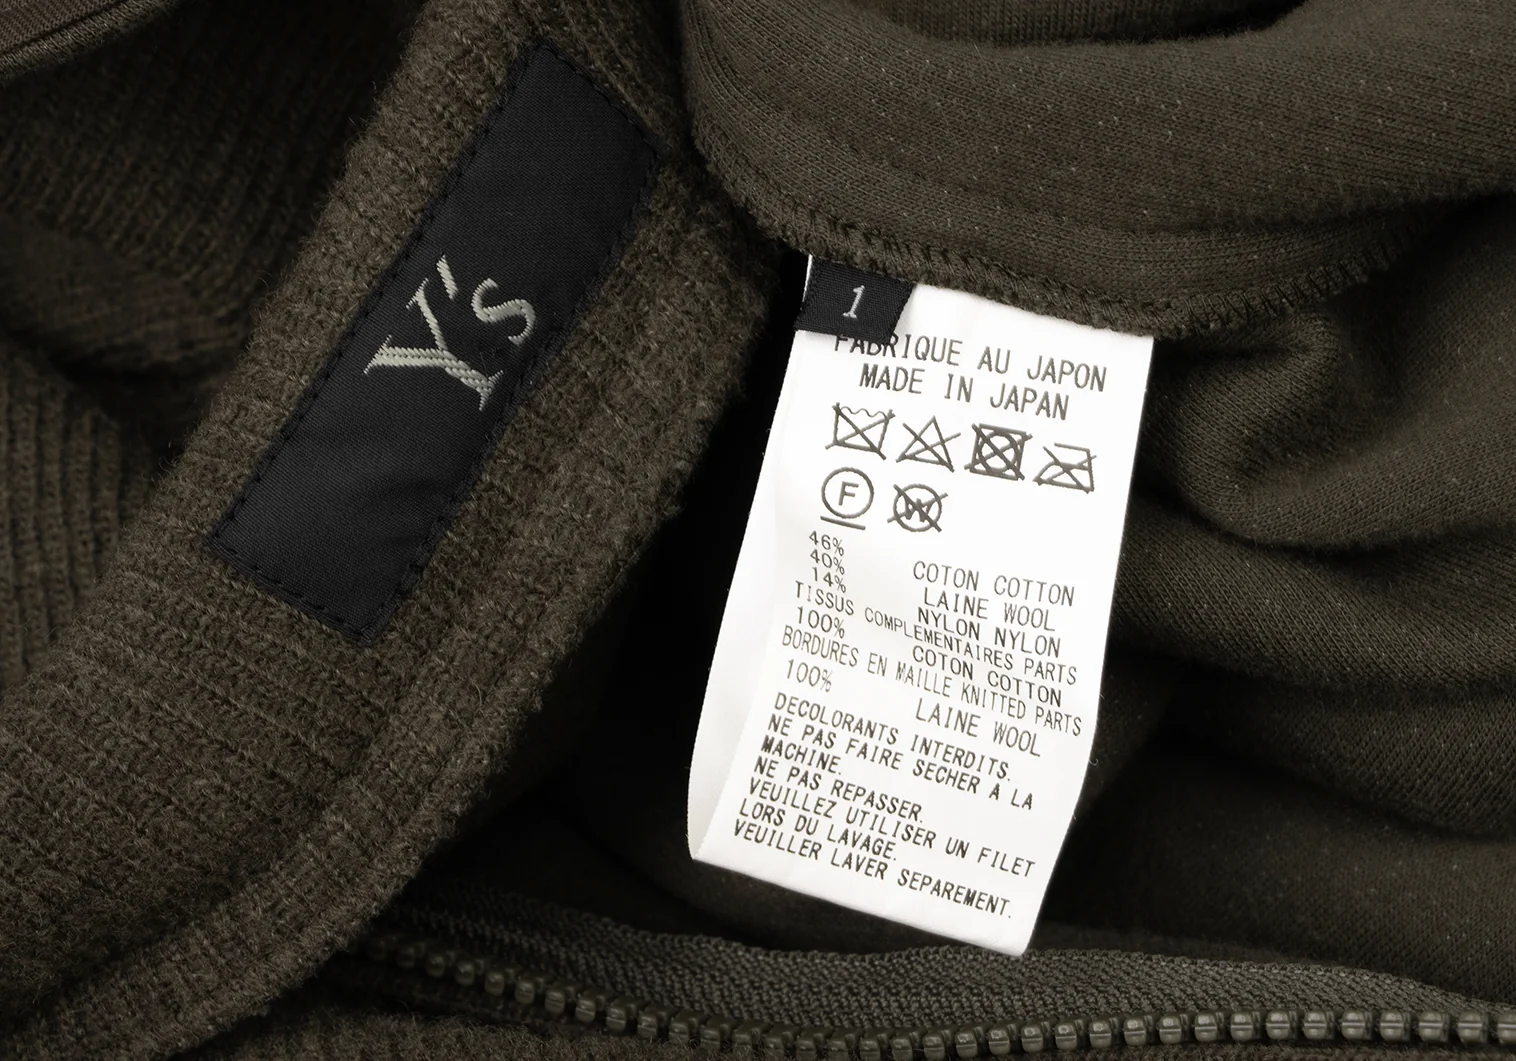 Y's
1
FABRIQUE AU JAPON
MADE IN JAPAN
F
W
46% COTON COTTON
40% LAINE WOOL
14% NYLON NYLON
TISSUS COMPLEMENTAIRES PARTS
100% COTON COTTON
BORDURES EN MAILLE KNITTED PARTS
100% LAINE WOOL
DECOLORANTS INTERDITS.
NE PAS FAIRE SECHER A LA
MACHINE.
NE PAS REPASSER.
VEUILLEZ UTILISER UN FILET
LORS DU LAVAGE.
VEUILLER LAVER SEPAREMENT.